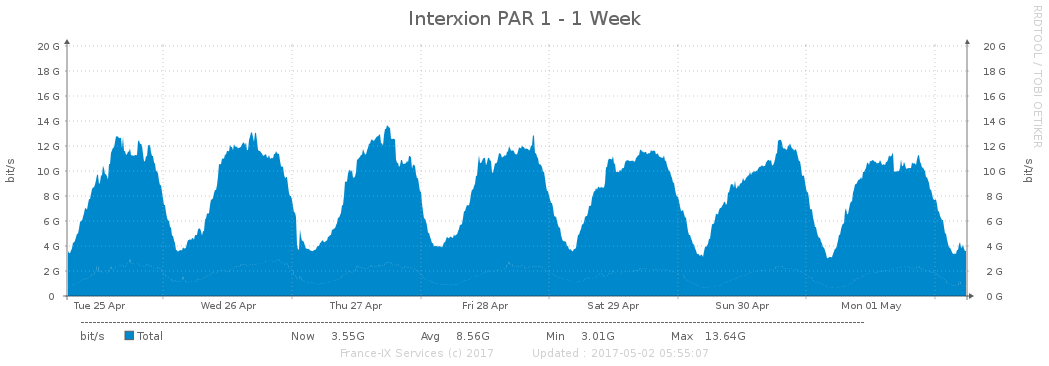 Interxion PAR 1 - 1 Week
RRDTOOL / TOBI OETIKER
20 G 20 G
18 G 18 G
16 G 16 G
14 G 14 G
12 G 12 G
10 G 10 G
8 G 8 G
6 G 6 G
4 G 4 G
2 G 2 G
0 0 G
bit/s
bit/s
Tue 25 Apr Wed 26 Apr Thu 27 Apr Fri 28 Apr Sat 29 Apr Sun 30 Apr Mon 01 May
bit/s Total Now 3.55G Avg 8.56G Min 3.01G Max 13.64G
France-IX Services (c) 2017 Updated : 2017-05-02 05:55:07